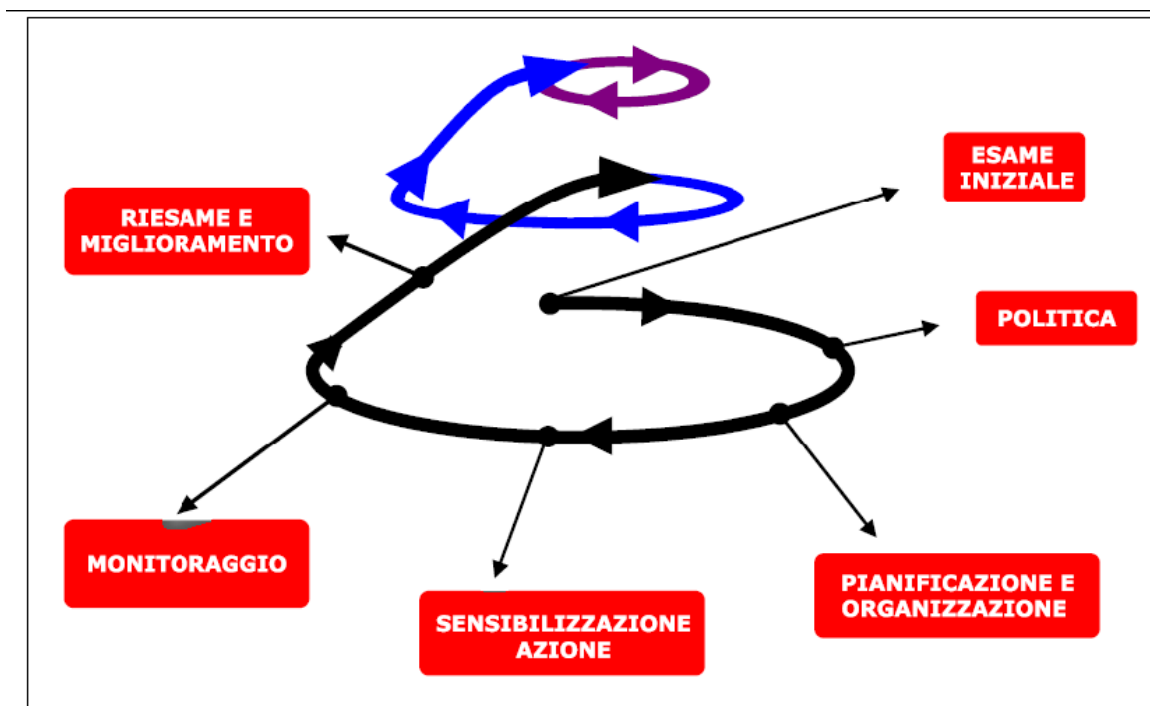 ESAME
INIZIALE
RIESAME E
MIGLIORAMENTO
POLITICA
MONITORAGGIO
PIANIFICAZIONE E
ORGANIZZAZIONE
SENSIBILIZZAZIONE
AZIONE